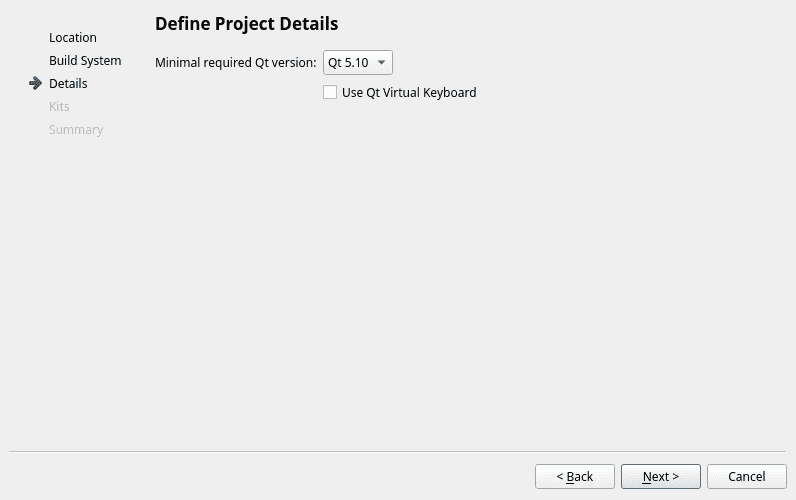 Location
Build System
Details
Kits
Summary
Define Project Details
Minimal required Qt version: Qt 5.10
Use Qt Virtual Keyboard
< Back Next > Cancel